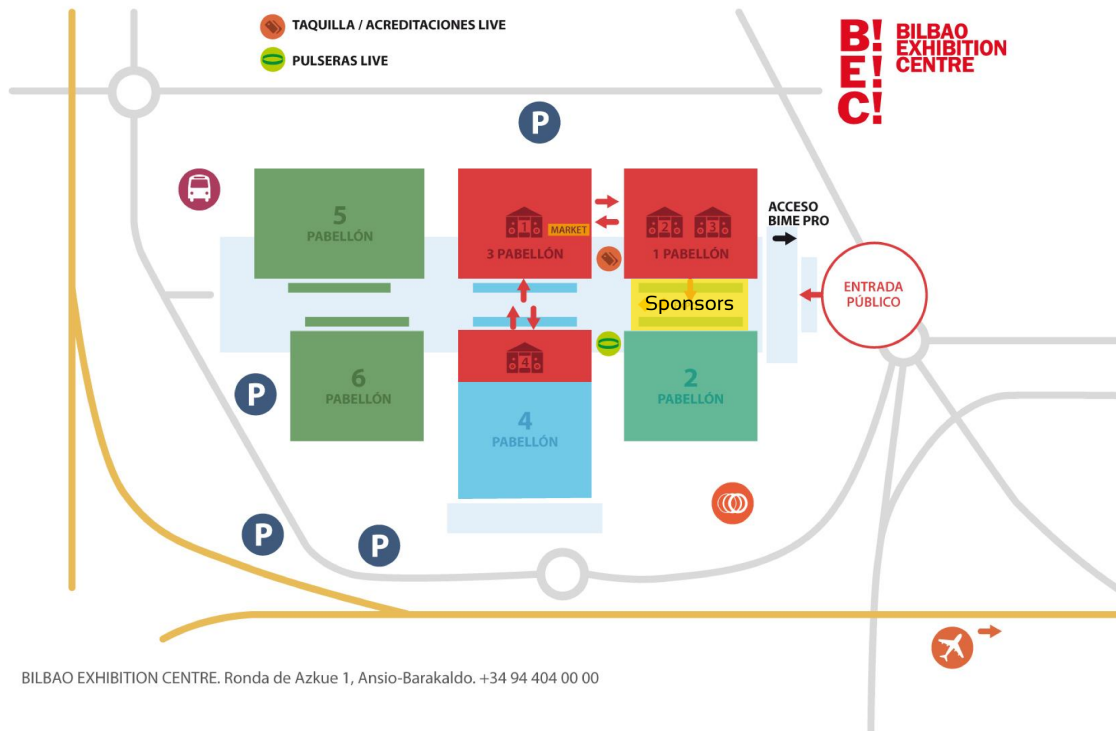 TAQUILLA / ACREDITACIONES LIVE
PULSERAS LIVE
B! BILBAO
E! EXHIBITION
C! CENTRE
P
5
PABELLÓN
1
MARKET
3 PABELLÓN
2 3
1 PABELLÓN
ACCESO
BIME PRO
ENTRADA
PÚBLICO
Sponsors
4
6
PABELLÓN
4
PABELLÓN
2
PABELLÓN
P
P
P
BILBAO EXHIBITION CENTRE. Ronda de Azkue 1, Ansio-Barakaldo. +34 94 404 00 00